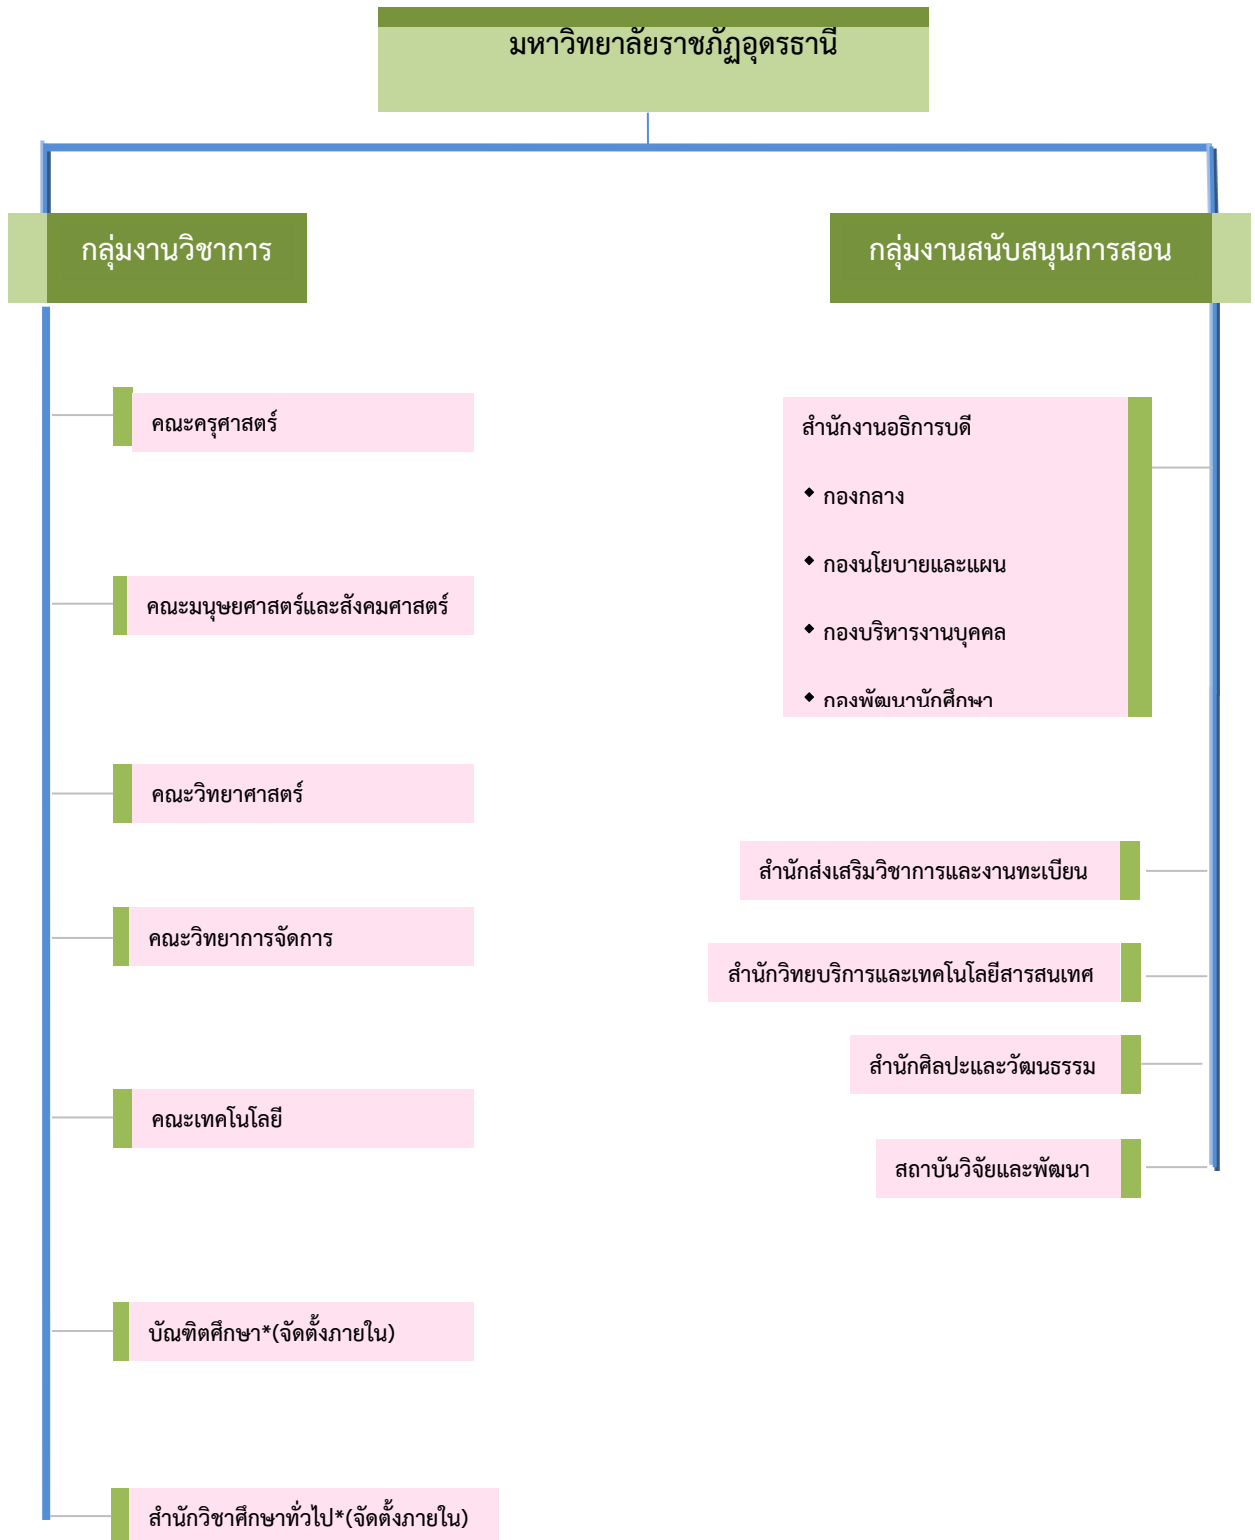 มหาวิทยาลัยราชภัฏอุดรธานี
กลุ่มงานวิชาการ
คณะครุศาสตร์
คณะมนุษยศาสตร์และสังคมศาสตร์
คณะวิทยาศาสตร์
คณะวิทยาการจัดการ
คณะเทคโนโลยี
บัณฑิตศึกษา*(จัดตั้งภายใน)
สำนักวิชาศึกษาทั่วไป*(จัดตั้งภายใน)
กลุ่มงานสนับสนุนการสอน
สำนักงานอธิการบดี
◆ กองกลาง
◆ กองนโยบายและแผน
◆ กองบริหารงานบุคคล
◆ กองพัฒนานักศึกษา
สำนักส่งเสริมวิชาการและงานทะเบียน
สำนักวิทยบริการและเทคโนโลยีสารสนเทศ
สำนักศิลปะและวัฒนธรรม
สถาบันวิจัยและพัฒนา